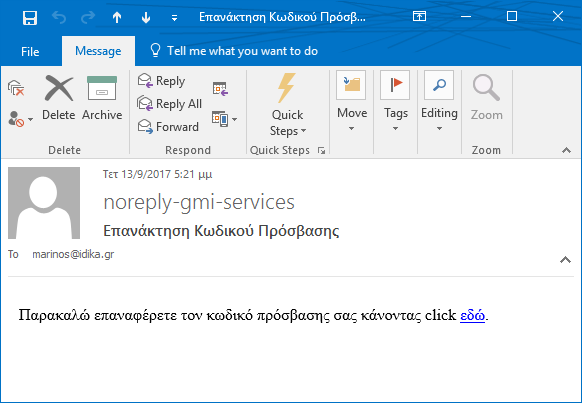 Επανάκτηση Κωδικού Πρόσβ...
File Message Tell me what you want to do
Delete Archive
Reply
Reply All
Forward
Quick Steps
Move
Tags
Editing
Zoom
Delete Respond Quick Steps Zoom
Τετ 13/9/2017 5:21 μμ
noreply-gmi-services
Επανάκτηση Κωδικού Πρόσβασης
To marinos@idika.gr
Παρακαλώ επαναφέρετε τον κωδικό πρόσβασης σας κάνοντας click εδώ.